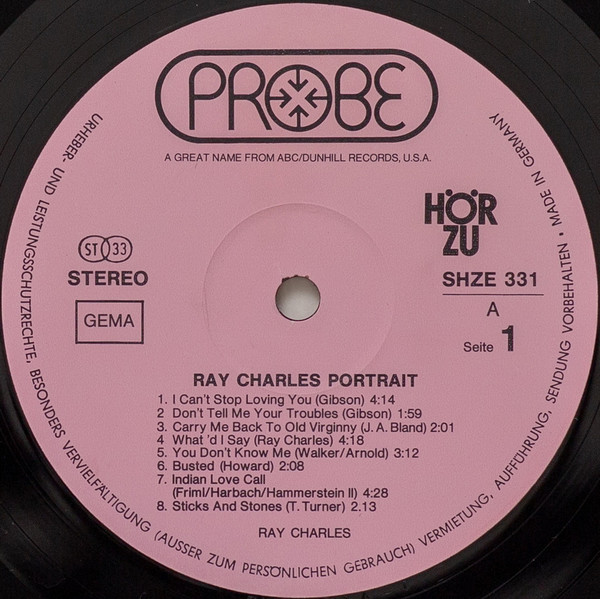 PROBE
A GREAT NAME FROM ABC/DUNHILL RECORDS, U.S.A.
HÖR
ZU
ST 33
STEREO
SHZE 331
GEMA
A
Seite 1
RAY CHARLES PORTRAIT
1. I Can't Stop Loving You (Gibson) 4:14
2 Don't Tell Me Your Troubles (Gibson) 1:59
3. Carry Me Back To Old Virginny (J. A. Bland) 2:01
4 What 'd I Say (Ray Charles) 4:18
5. You Don't Know Me (Walker/Arnold) 3:12
6. Busted (Howard) 2:08
7. Indian Love Call
(Friml/Harbach/Hammerstein II) 4:28
8. Sticks And Stones (T. Turner) 2.13
RAY CHARLES
URHEBER- UND LEISTUNGSSCHUTZRECHTE, BESONDERS VERVIELFÄLTIGUNG (AUSSER ZUM PERSÖNLICHEN GEBRAUCH) VERMIETUNG, AUFFÜHRUNG, SENDUNG VORBEHALTEN • MADE IN GERMANY